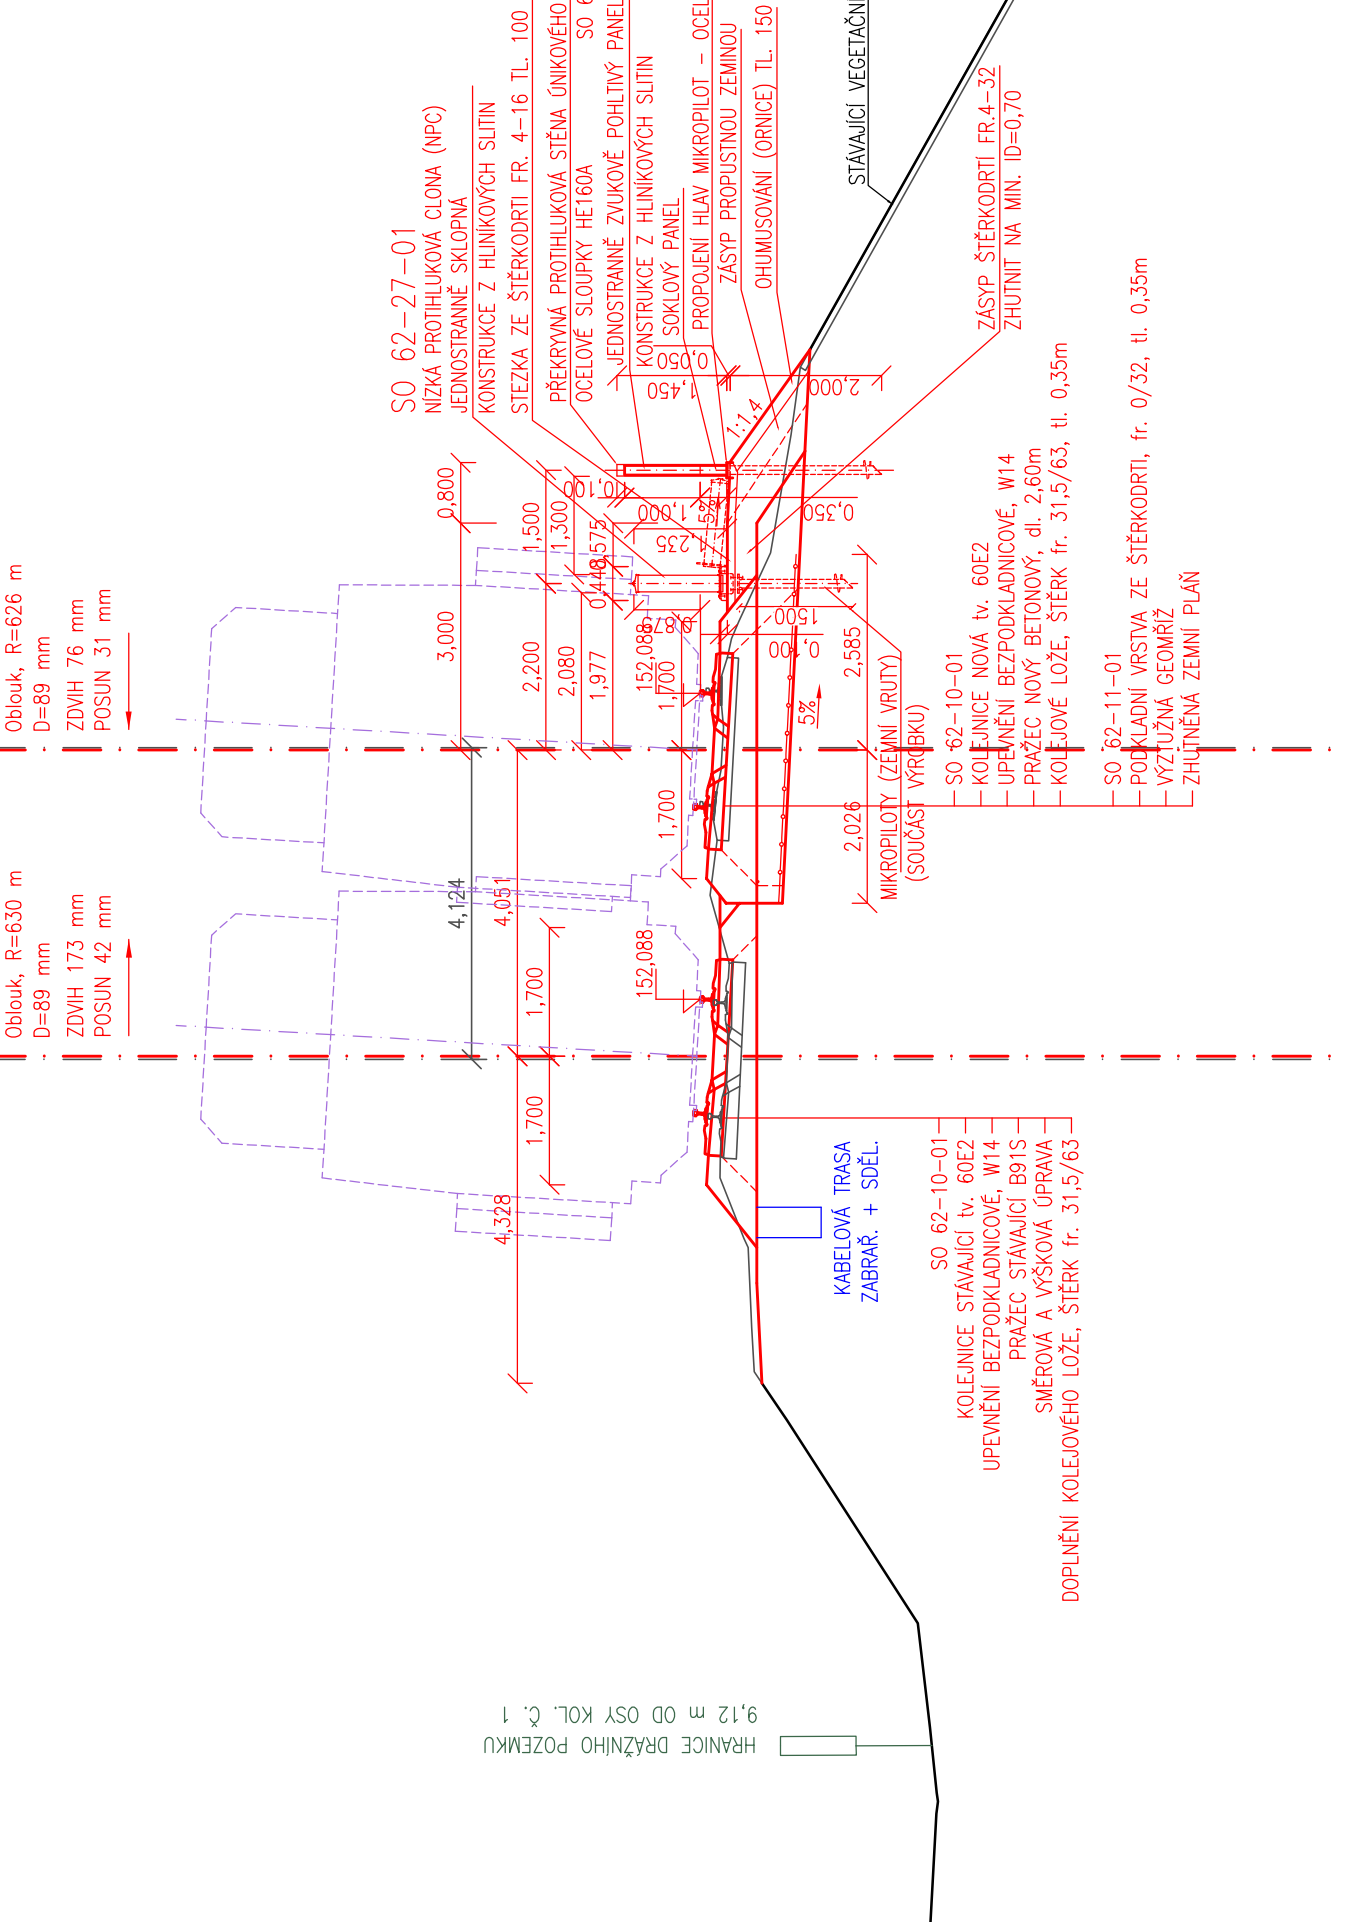 Oblouk, R=630 m
D=89 mm
ZDVIH 173 mm
POSUN 42 mm
Oblouk, R=626 m
D=89 mm
ZDVIH 76 mm
POSUN 31 mm
SO 62-27-01
NÍZKÁ PROTIHLUKOVÁ CLONA (NPC)
JEDNOSTRANNĚ SKLOPNÁ
KONSTRUKCE Z HLINÍKOVÝCH SLITIN
STEZKA ZE ŠTĚRKODRTI FR. 4-16 TL. 100
PŘEKRYVNÁ PROTIHLUKOVÁ STĚNA ÚNIKOVÉHO
SO 6
OCELOVÉ SLOUPKY HE160A
JEDNOSTRANNĚ ZVUKOVĚ POHLTIVÝ PANEL
KONSTRUKCE Z HLINÍKOVÝCH SLITIN
SOKLOVÝ PANEL
PROPOJENÍ HLAV MIKROPILOT - OCEL
ZÁSYP PROPUSTNOU ZEMINOU
OHUMUSOVÁNÍ (ORNICE) TL. 150
STÁVAJÍCÍ VEGETAČNÍ
ZÁSYP ŠTĚRKODRTÍ FR.4-32
ZHUTNIT NA MIN. ID=0,70
4,124
4,051
4,328
1,700
1,700
152,088
3,000
0,800
2,200
1,500
2,080
1,300
1,977
0,448
0,575
152,088
1,700
1,700
0,875
1,235
1,000
0,100
1,450
0,050
2,000
0,350
5%
1:1,4
1500
0,100
2,585
2,026
5%
MIKROPILOTY (ZEMNÍ VRUTY)
(SOUČÁST VÝROBKU)
SO 62-10-01
KOLEJNICE NOVÁ tv. 60E2
UPEVNĚNÍ BEZPODKLADNICOVÉ, W14
PRAŽEC NOVÝ BETONOVÝ, dl. 2,60m
KOLEJOVÉ LOŽE, ŠTĚRK fr. 31,5/63, tl. 0,35m
SO 62-11-01
PODKLADNÍ VRSTVA ZE ŠTĚRKODRTI, fr. 0/32, tl. 0,35m
VÝZTUŽNÁ GEOMŘÍŽ
ZHUTNĚNÁ ZEMNÍ PLÁŇ
KABELOVÁ TRASA
ZABRAŘ. + SDĚL.
SO 62-10-01
KOLEJNICE STÁVAJÍCÍ tv. 60E2
UPEVNĚNÍ BEZPODKLADNICOVÉ, W14
PRAŽEC STÁVAJÍCÍ B91S
SMĚROVÁ A VÝŠKOVÁ ÚPRAVA
DOPLNĚNÍ KOLEJOVÉHO LOŽE, ŠTĚRK fr. 31,5/63
HRANICE DRÁŽNÍHO POZEMKU
9,12 m OD OSY KOL. Č. 1